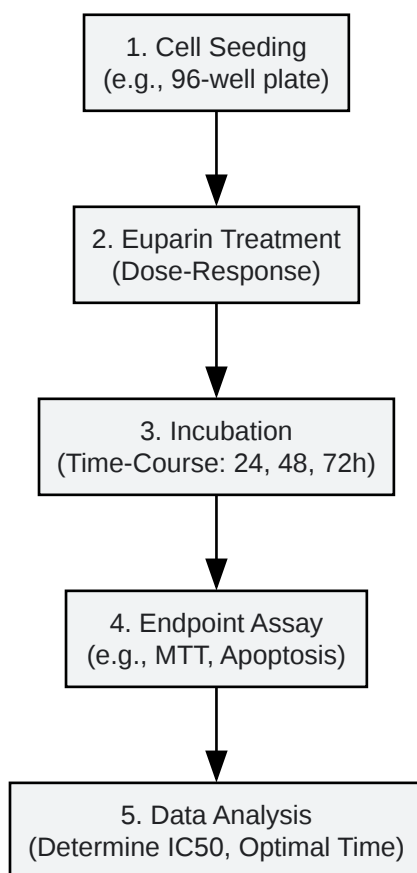 1. Cell Seeding
(e.g., 96-well plate)
2. Euparin Treatment
(Dose-Response)
3. Incubation
(Time-Course: 24, 48, 72h)
4. Endpoint Assay
(e.g., MTT, Apoptosis)
5. Data Analysis
(Determine IC50, Optimal Time)